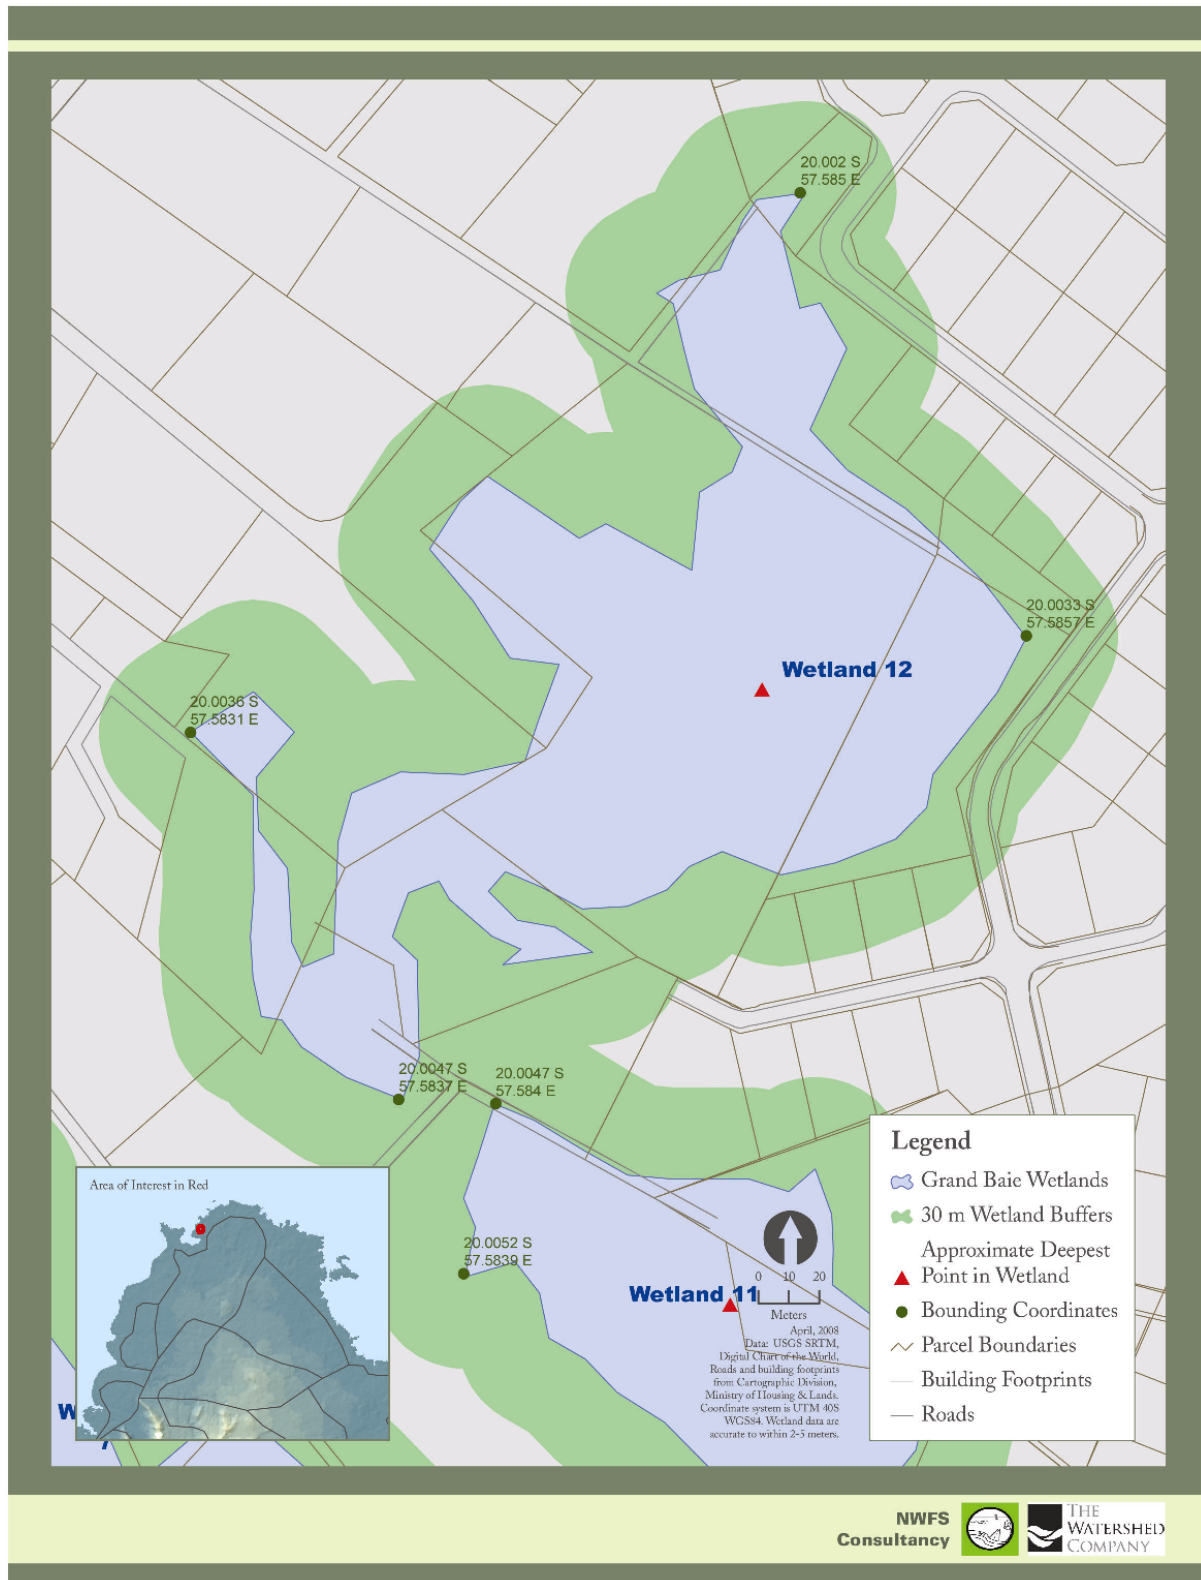 20.002 S
57.585 E
20.0033 S
57.5857 E
Wetland 12
20.0036 S
57.5831 E
20.0047 S
57.5837 E
20.0047 S
57.584 E
20.0052 S
57.5839 E
Wetland 11
0 10 20
Meters
April, 2008
Data: USGS SRTM,
Digital Chart of the World,
Roads and building footprints
from Cartographic Division,
Ministry of Housing & Lands.
Coordinate system is UTM 40S
WGS84. Wetland data are
accurate to within 2-5 meters.
Area of Interest in Red
W
Legend
Grand Baie Wetlands
30 m Wetland Buffers
Approximate Deepest
Point in Wetland
Bounding Coordinates
Parcel Boundaries
Building Footprints
Roads
NWFS
Consultancy
THE
WATERSHED
COMPANY